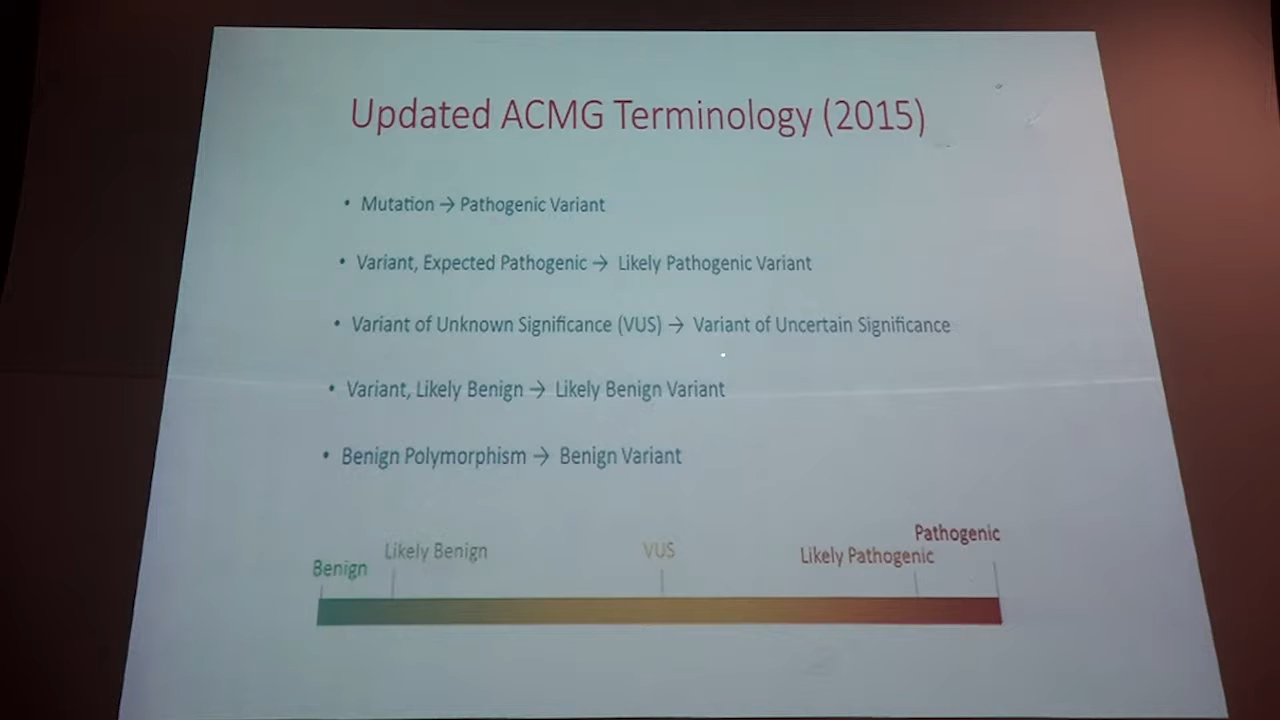 Updated ACMG Terminology (2015)
• Mutation → Pathogenic Variant
• Variant, Expected Pathogenic → Likely Pathogenic Variant
• Variant of Unknown Significance (VUS) → Variant of Uncertain Significance
• Variant, Likely Benign → Likely Benign Variant
• Benign Polymorphism → Benign Variant
Benign
Likely Benign
VUS
Likely Pathogenic
Pathogenic